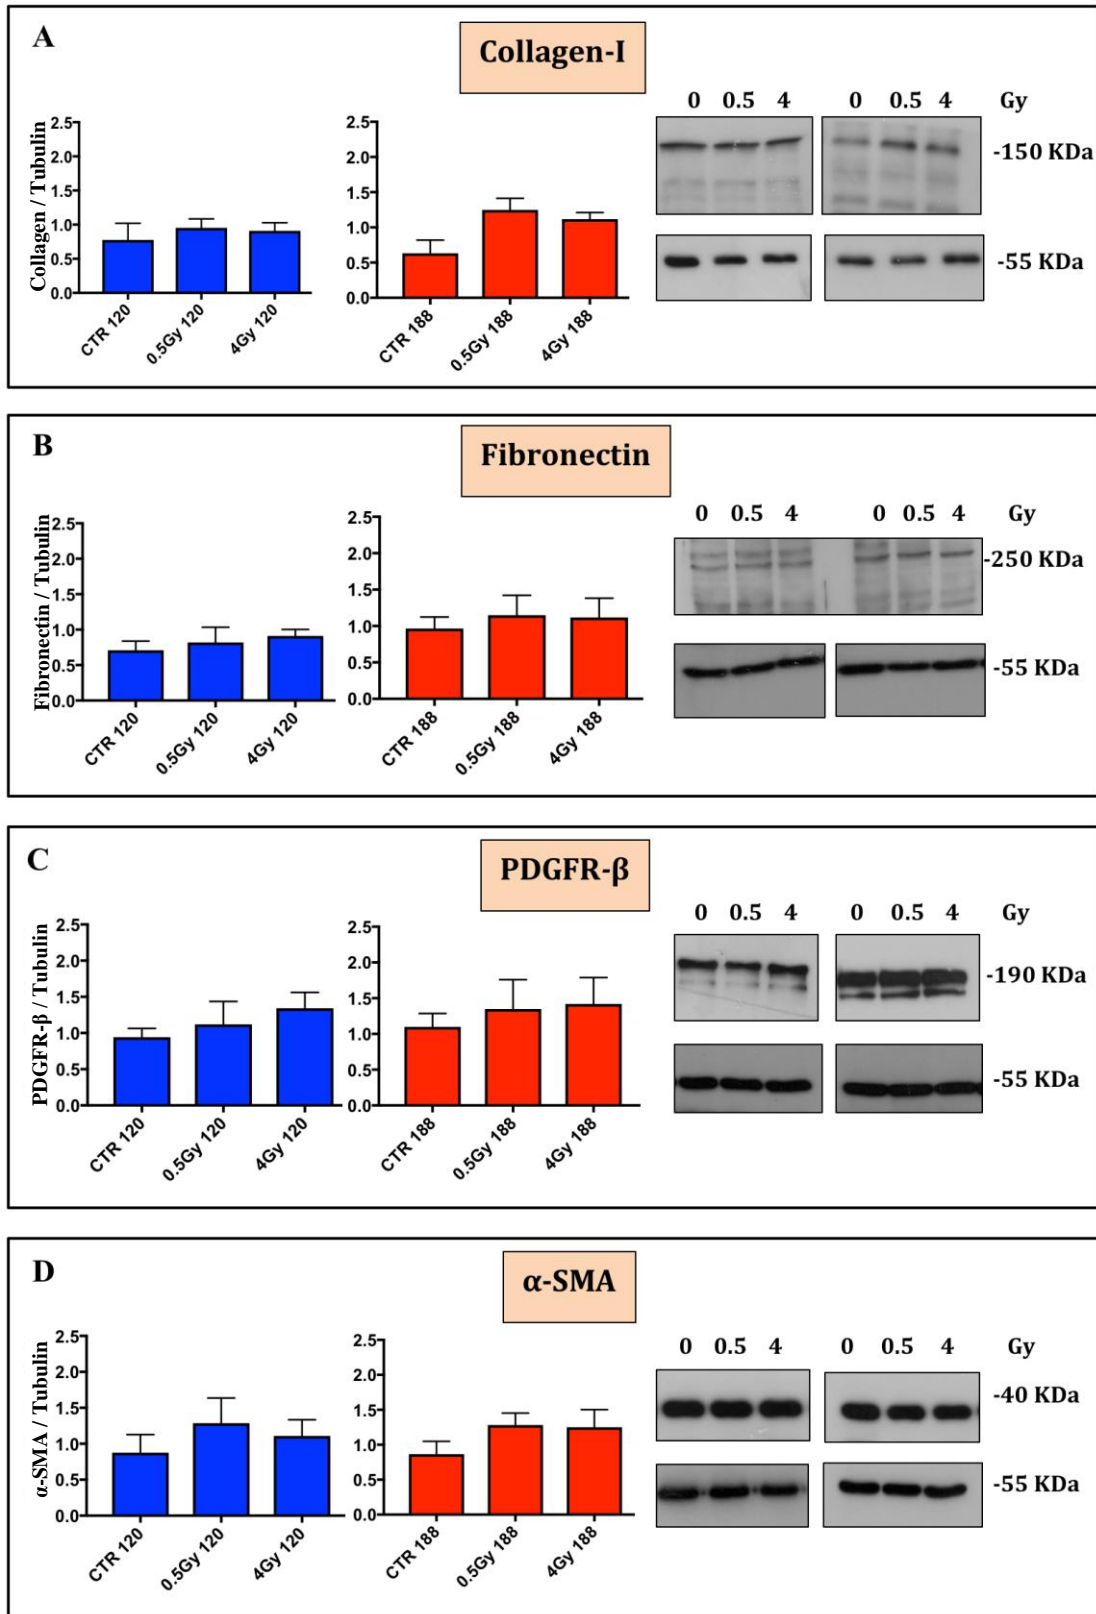 A
Collagen-I
0 0.5 4 0 0.5 4 Gy
Collagen / Tubulin
2.5
2.0
1.5
1.0
0.5
0.0
CTR 120
0.5Gy 120
4Gy 120
2.5
2.0
1.5
1.0
0.5
0.0
CTR 188
0.5Gy 188
4Gy 188
-150 KDa
-55 KDa
B
Fibronectin
0 0.5 4 0 0.5 4 Gy
Fibronectin / Tubulin
2.5
2.0
1.5
1.0
0.5
0.0
CTR 120
0.5Gy 120
4Gy 120
2.5
2.0
1.5
1.0
0.5
0.0
CTR 188
0.5Gy 188
4Gy 188
-250 KDa
-55 KDa
C
PDGFR-β
0 0.5 4 0 0.5 4 Gy
PDGFR-β / Tubulin
2.5
2.0
1.5
1.0
0.5
0.0
CTR 120
0.5Gy 120
4Gy 120
2.5
2.0
1.5
1.0
0.5
0.0
CTR 188
0.5Gy 188
4Gy 188
-190 KDa
-55 KDa
D
α-SMA
0 0.5 4 0 0.5 4 Gy
α-SMA / Tubulin
2.5
2.0
1.5
1.0
0.5
0.0
CTR 120
0.5Gy 120
4Gy 120
2.5
2.0
1.5
1.0
0.5
0.0
CTR 188
0.5Gy 188
4Gy 188
-40 KDa
-55 KDa